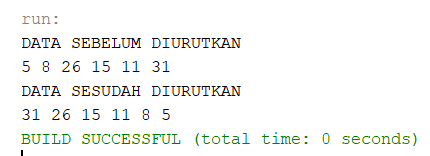 run:
DATA SEBELUM DIURUTKAN
5 8 26 15 11 31
DATA SESUDAH DIURUTKAN
31 26 15 11 8 5
BUILD SUCCESSFUL (total time: 0 seconds)